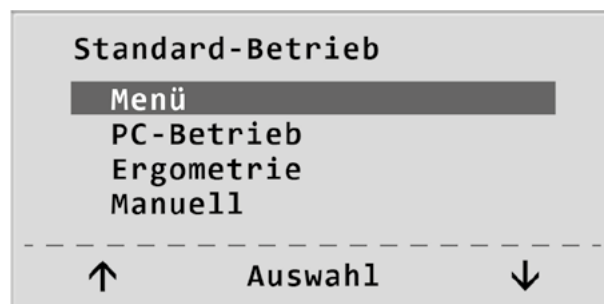 Standard-Betrieb
Menü
PC-Betrieb
Ergometrie
Manuell
↑ Auswahl ↓